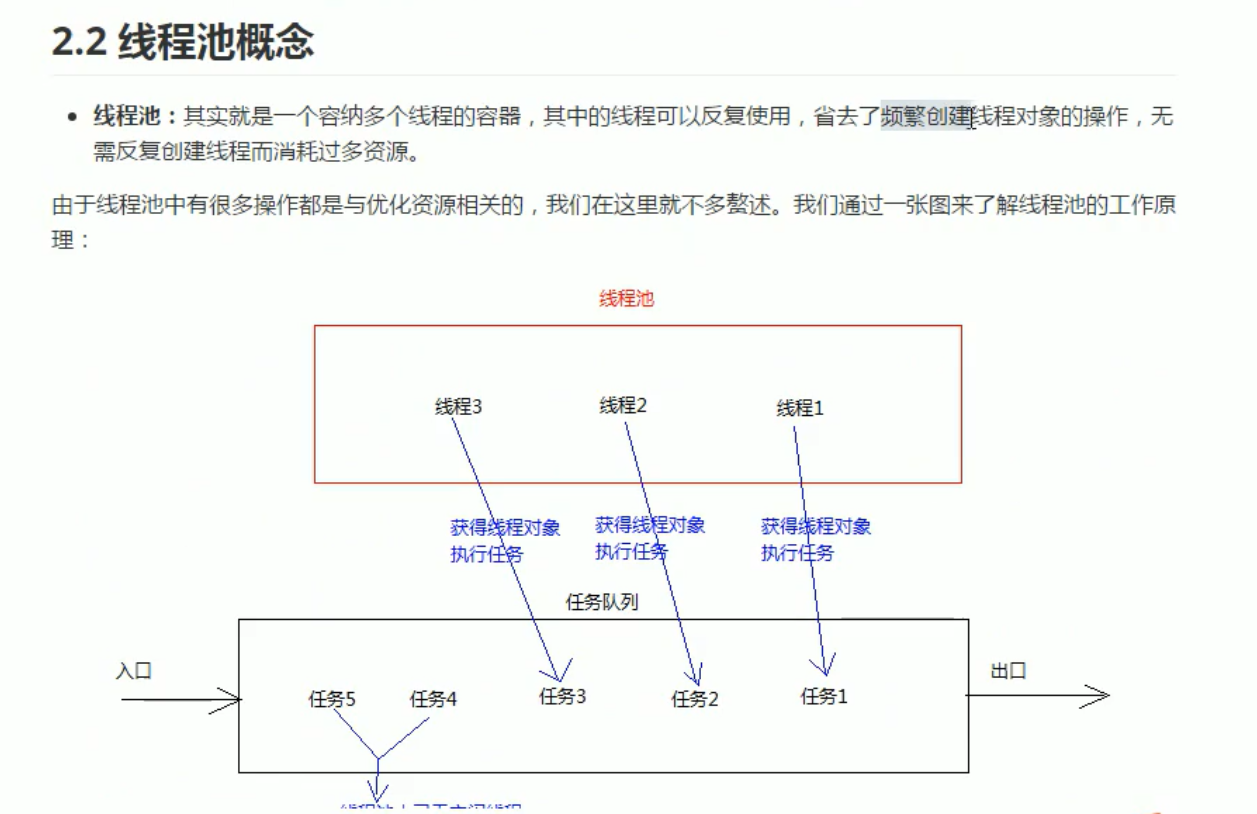 2.2 线程池概念
线程池：其实就是一个容纳多个线程的容器，其中的线程可以反复使用，省去了频繁创建线程对象的操作，无
需反复创建线程而消耗过多资源。
由于线程池中有很多操作都是与优化资源相关的，我们在这里就不多赘述。我们通过一张图来了解线程池的工作原
理：
线程池
线程3 线程2 线程1
获得线程对象 获得线程对象 获得线程对象
执行任务 执行任务 执行任务
任务队列
入口 出口
任务5 任务4 任务3 任务2 任务1